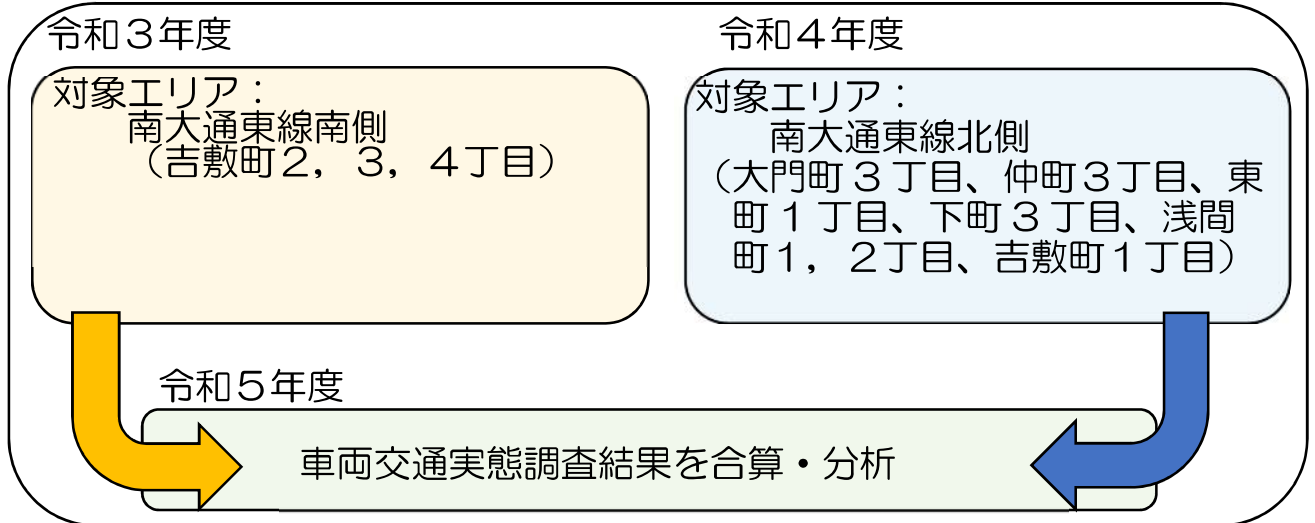 令和３年度
対象エリア：
南大通東線南側
（吉敷町２，３，４丁目）
令和４年度
対象エリア：
南大通東線北側
（大門町３丁目、仲町３丁目、東
町１丁目、下町３丁目、浅間
町１，２丁目、吉敷町１丁目）
令和５年度
車両交通実態調査結果を合算・分析